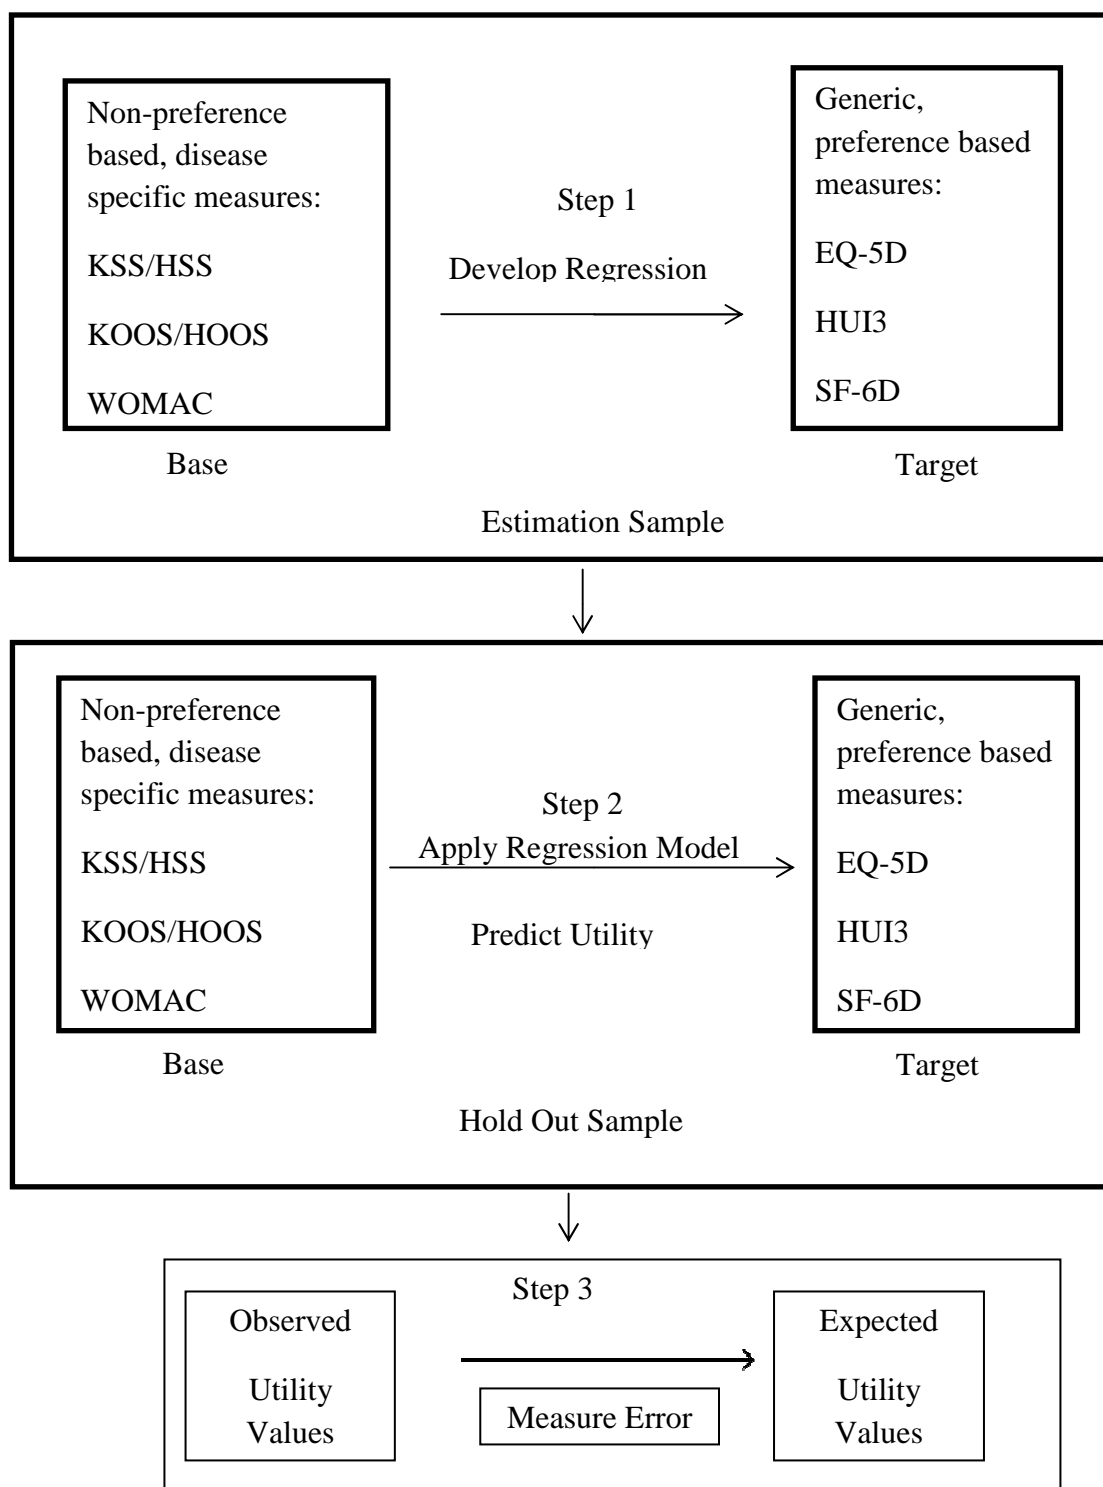 Non-preference
based, disease
specific measures:
KSS/HSS
KOOS/HOOS
WOMAC
Base
Step 1
Develop Regression
Generic,
preference based
measures:
EQ-5D
HUI3
SF-6D
Target
Estimation Sample
Non-preference
based, disease
specific measures:
KSS/HSS
KOOS/HOOS
WOMAC
Base
Step 2
Apply Regression Model
Predict Utility
Generic,
preference based
measures:
EQ-5D
HUI3
SF-6D
Target
Hold Out Sample
Step 3
Observed
Utility
Values
Measure Error
Expected
Utility
Values